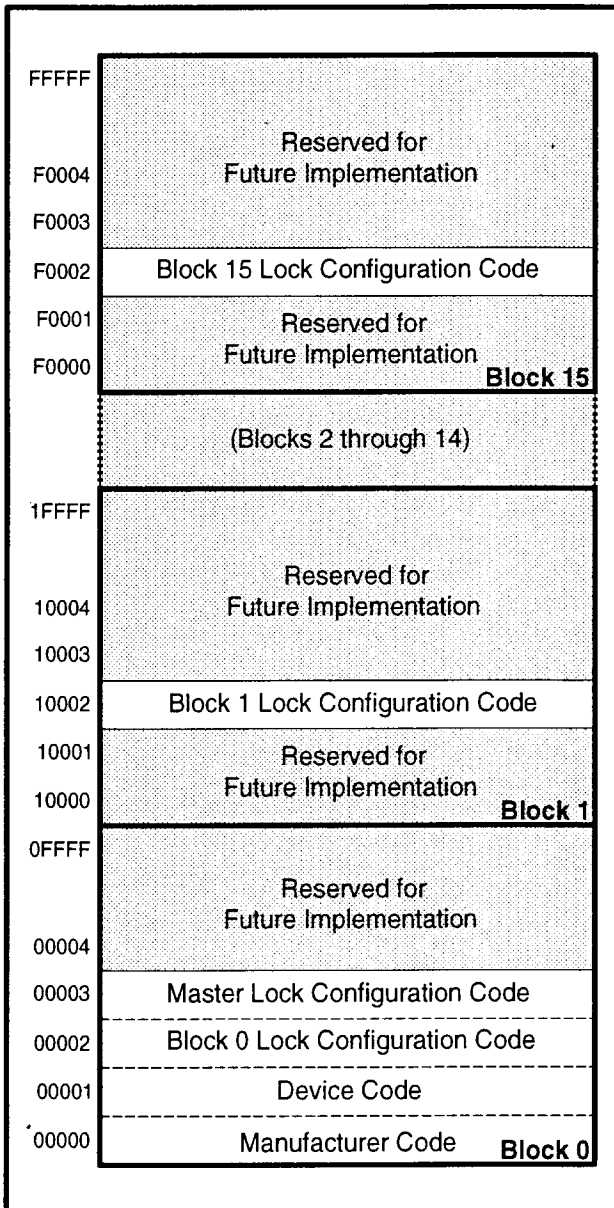 FFFFF
Reserved for
F0004 Future Implementation
F0003
F0002 Block 15 Lock Configuration Code
F0001 Reserved for
F0000 Future Implementation
Block 15
(Blocks 2 through 14)
1FFFF
Reserved for
10004 Future Implementation
10003
10002 Block 1 Lock Configuration Code
10001 Reserved for
10000 Future Implementation
Block 1
0FFFF
Reserved for
Future Implementation
00004
00003 Master Lock Configuration Code
00002 Block 0 Lock Configuration Code
00001 Device Code
00000 Manufacturer Code Block 0